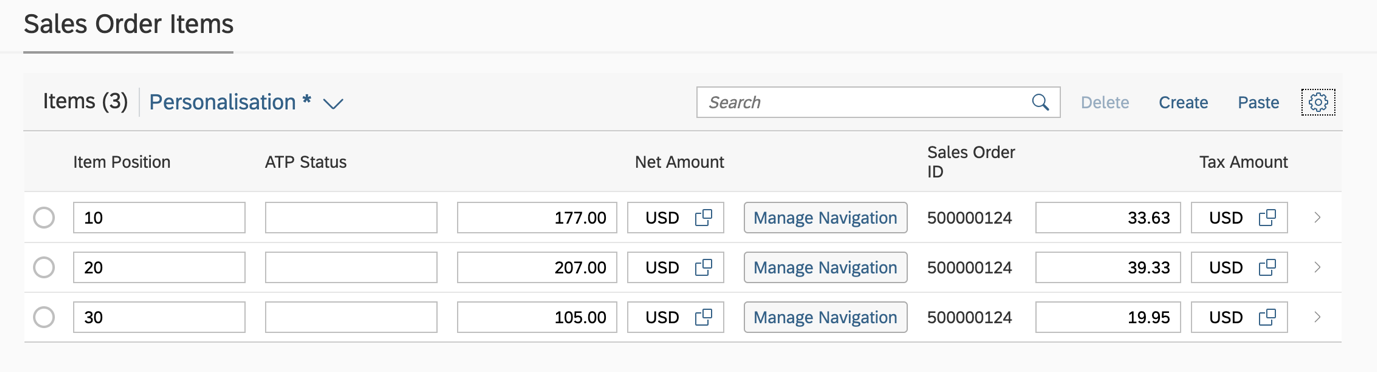 Sales Order Items
Items (3) Personalisation * Search Delete Create Paste
Item Position ATP Status Net Amount Sales Order ID Tax Amount
10 177.00 USD Manage Navigation 500000124 33.63 USD
20 207.00 USD Manage Navigation 500000124 39.33 USD
30 105.00 USD Manage Navigation 500000124 19.95 USD